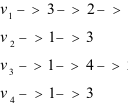 v₁ – > 3 – > 2 – >
v₂ – > 1 – > 3
v₃ – > 1 – > 4 – >
v₄ – > 1 – > 3